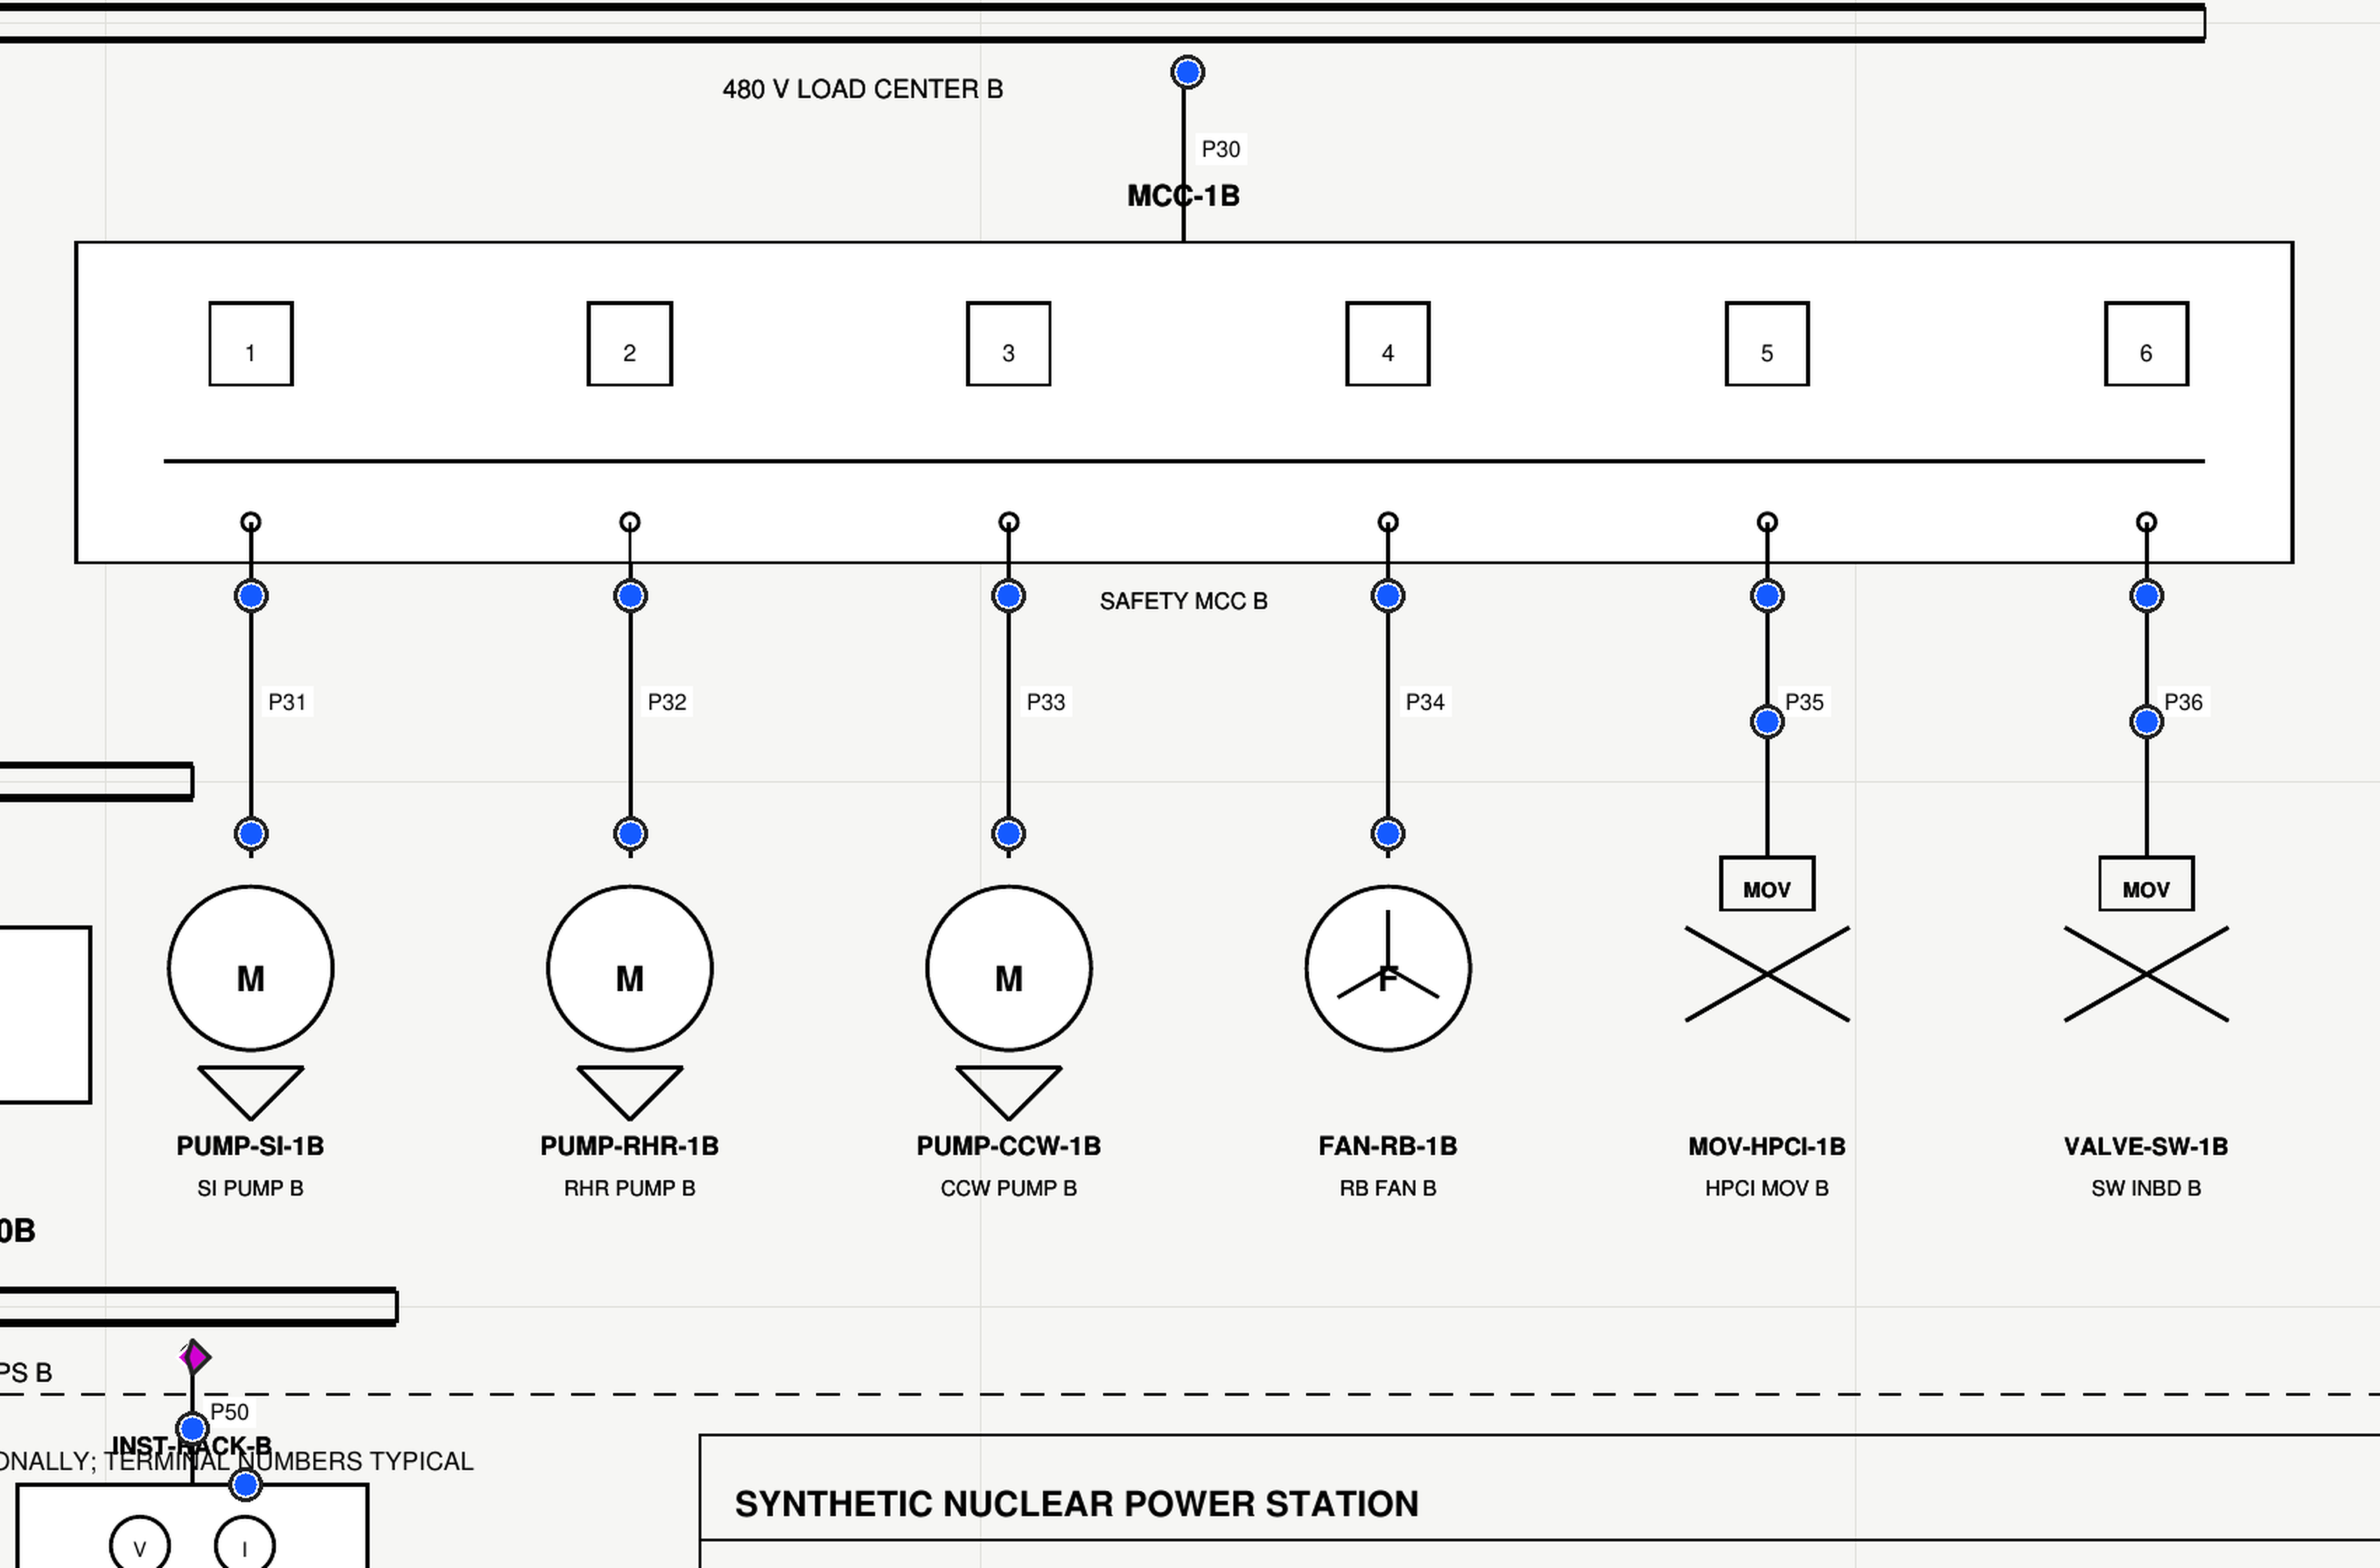 480 V LOAD CENTER B
P30
MCC-1B
1 2 3 4 5 6
SAFETY MCC B
P31 P32 P33 P34 P35 P36
MOV MOV
M M M F
PUMP-SI-1B PUMP-RHR-1B PUMP-CCW-1B FAN-RB-1B MOV-HPCI-1B VALVE-SW-1B
SI PUMP B RHR PUMP B CCW PUMP B RB FAN B HPCI MOV B SW INBD B
0B
PS B
P50
INST-RACK-B
ONALLY; TERMINAL NUMBERS TYPICAL
SYNTHETIC NUCLEAR POWER STATION
V I